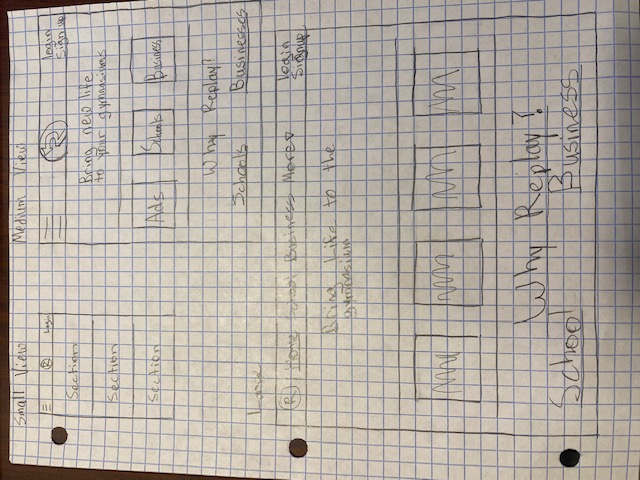 Small View
Medium View
R
Login
Section
Section
Section
R
login
Sign up
Bring new life
to your gymnasiums
Ads
Schools
Business
Why Replay?
Schools
Businesses
Large
R
Home School Business More
login
Signup
Bring Life to the
gymnasium
Why Replay?
School
Business